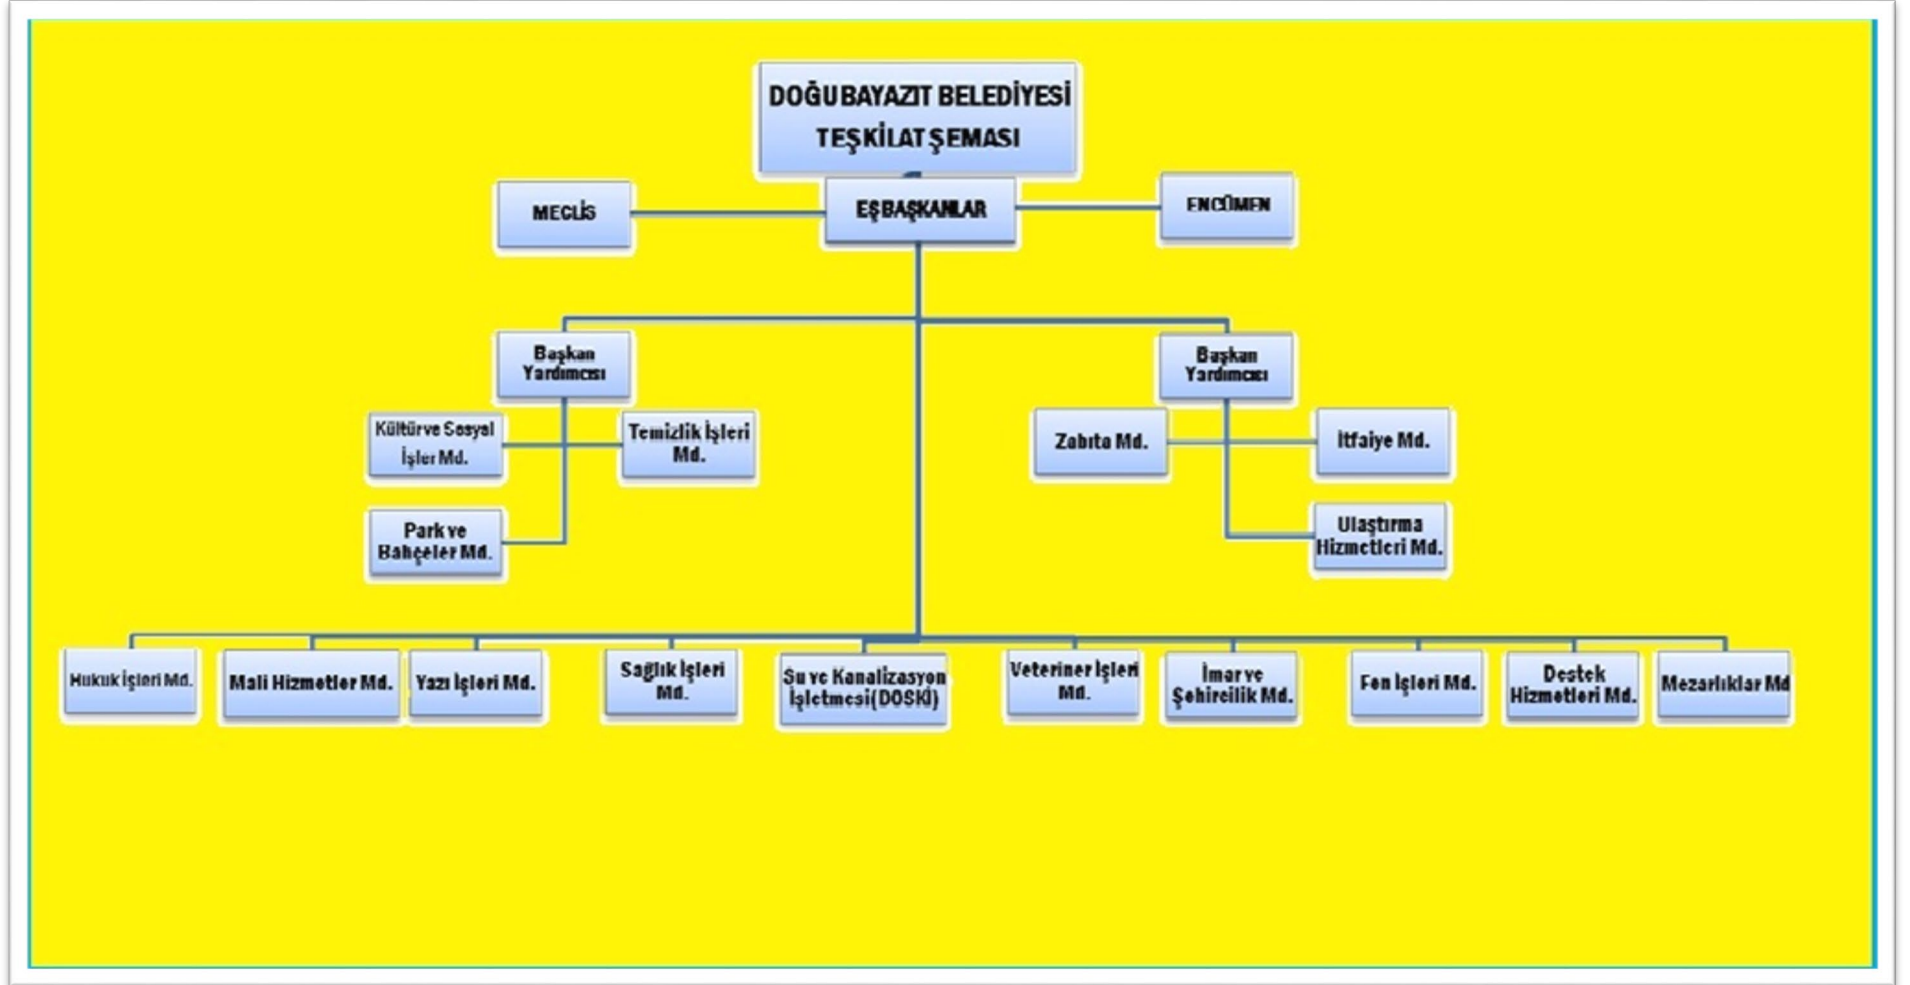 DOĞUBAYAZIT BELEDİYESİ
TEŞKİLAT ŞEMASI
MECLİS
EŞBAŞKANLAR
ENCÜMEN
Başkan
Yardımcısı
Başkan
Yardımcısı
Kültür ve Sosyal
İşler Md.
Temizlik İşleri
Md.
Zabıta Md.
İtfaiye Md.
Park ve
Bahçeler Md.
Ulaştırma
Hizmetleri Md.
Hukuk İşleri Md.
Mali Hizmetler Md.
Yazı İşleri Md.
Sağlık İşleri
Md.
Su ve Kanalizasyon
İşletmesi(DOSKİ)
Veteriner İşleri
Md.
İmar ve
Şehircilik Md.
Fen İşleri Md.
Destek
Hizmetleri Md.
Mezarlıklar Md